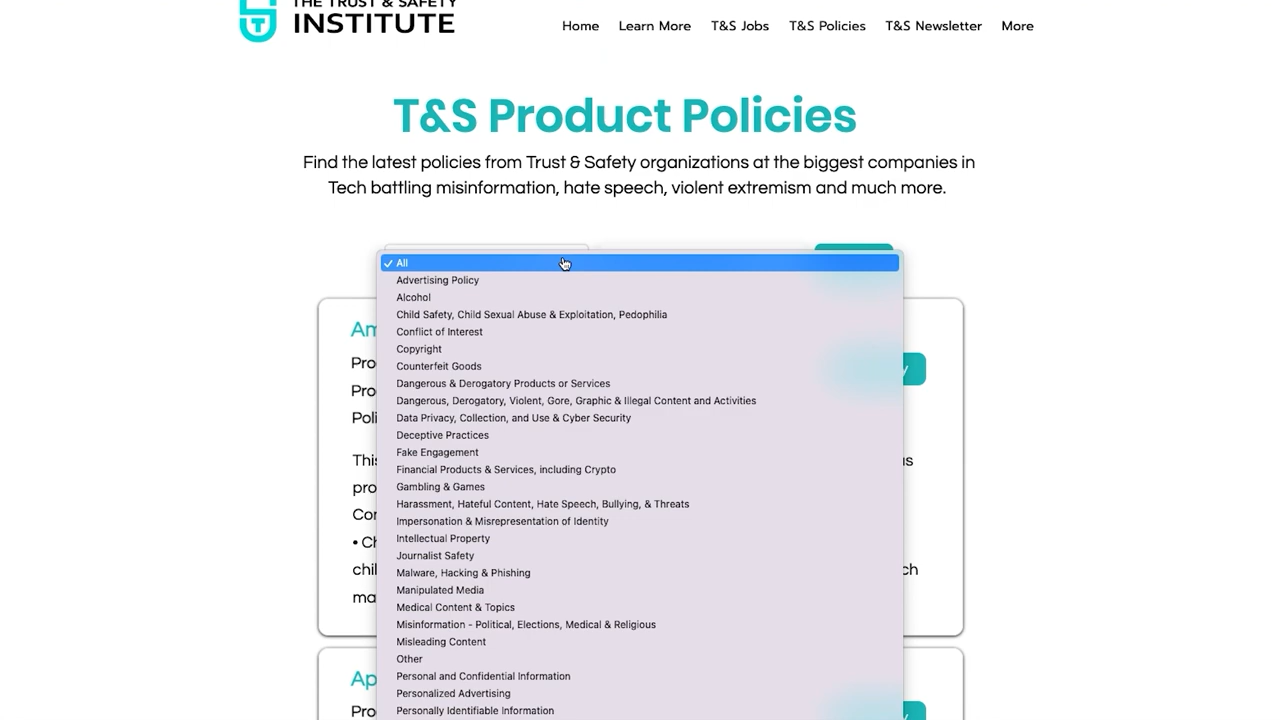 THE TRUST & SAFETY
INSTITUTE
Home Learn More T&S Jobs T&S Policies T&S Newsletter More
T&S Product Policies
Find the latest policies from Trust & Safety organizations at the biggest companies in
Tech battling misinformation, hate speech, violent extremism and much more.
All
Advertising Policy
Alcohol
Child Safety, Child Sexual Abuse & Exploitation, Pedophilia
Conflict of Interest
Copyright
Counterfeit Goods
Dangerous & Derogatory Products or Services
Dangerous, Derogatory, Violent, Gore, Graphic & Illegal Content and Activities
Data Privacy, Collection, and Use & Cyber Security
Deceptive Practices
Fake Engagement
Financial Products & Services, including Crypto
Gambling & Games
Harassment, Hateful Content, Hate Speech, Bullying, & Threats
Impersonation & Misrepresentation of Identity
Intellectual Property
Journalist Safety
Malware, Hacking & Phishing
Manipulated Media
Medical Content & Topics
Misinformation - Political, Elections, Medical & Religious
Misleading Content
Other
Personal and Confidential Information
Personalized Advertising
Personally Identifiable Information